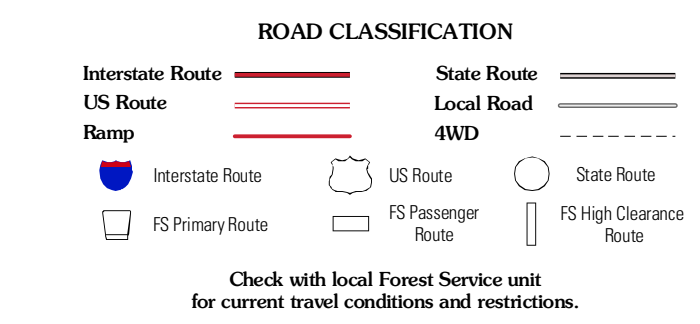 ROAD CLASSIFICATION
Interstate Route
State Route
US Route
Local Road
Ramp
4WD
Interstate Route
US Route
State Route
FS Primary Route
FS Passenger
Route
FS High Clearance
Route
Check with local Forest Service unit
for current travel conditions and restrictions.